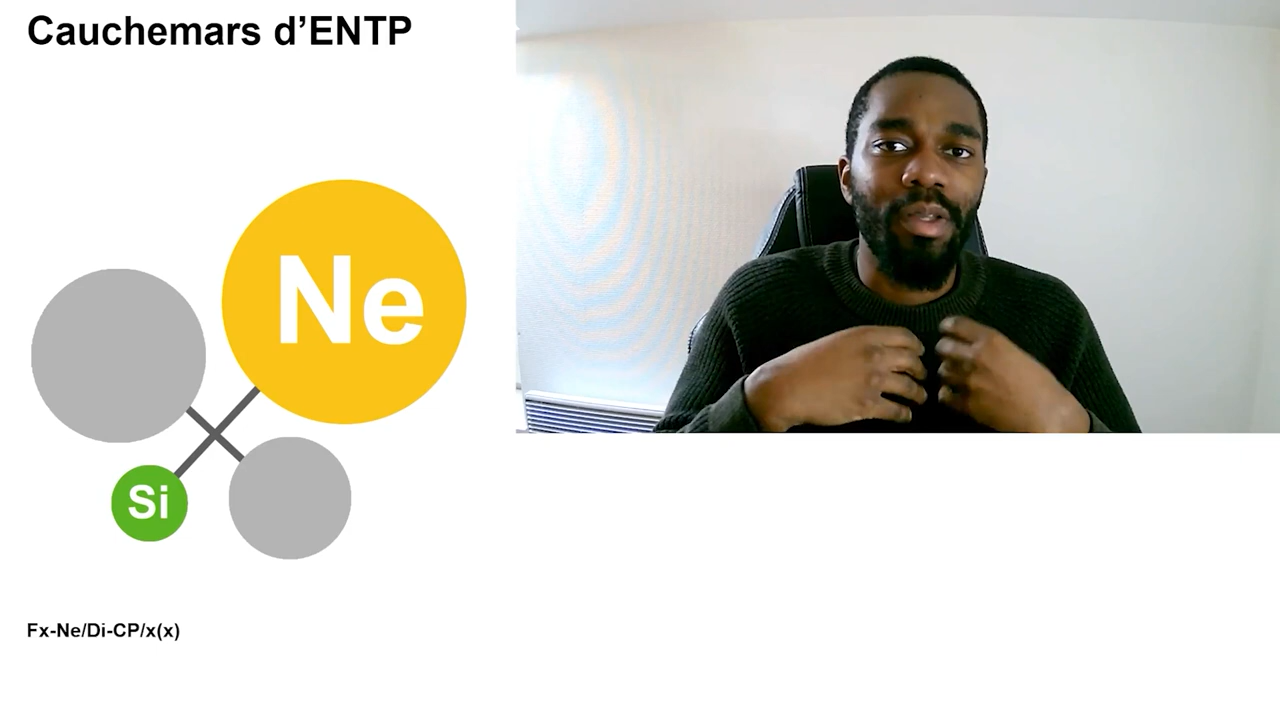 Cauchemars d’ENTP
Ne
Si
Fx-Ne/Di-CP/x(x)